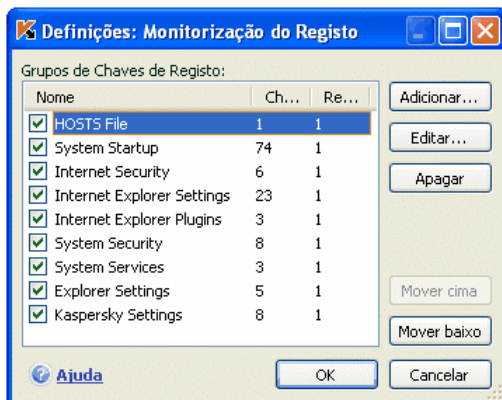 Definições: Monitorização do Registo
Grupos de Chaves de Registo:
Nome Ch... Re...
HOSTS File 1 1
System Startup 74 1
Internet Security 6 1
Internet Explorer Settings 23 1
Internet Explorer Plugins 3 1
System Security 8 1
System Services 3 1
Explorer Settings 5 1
Kaspersky Settings 8 1
Adicionar...
Editar...
Apagar
Mover cima
Mover baixo
Ajuda
OK
Cancelar